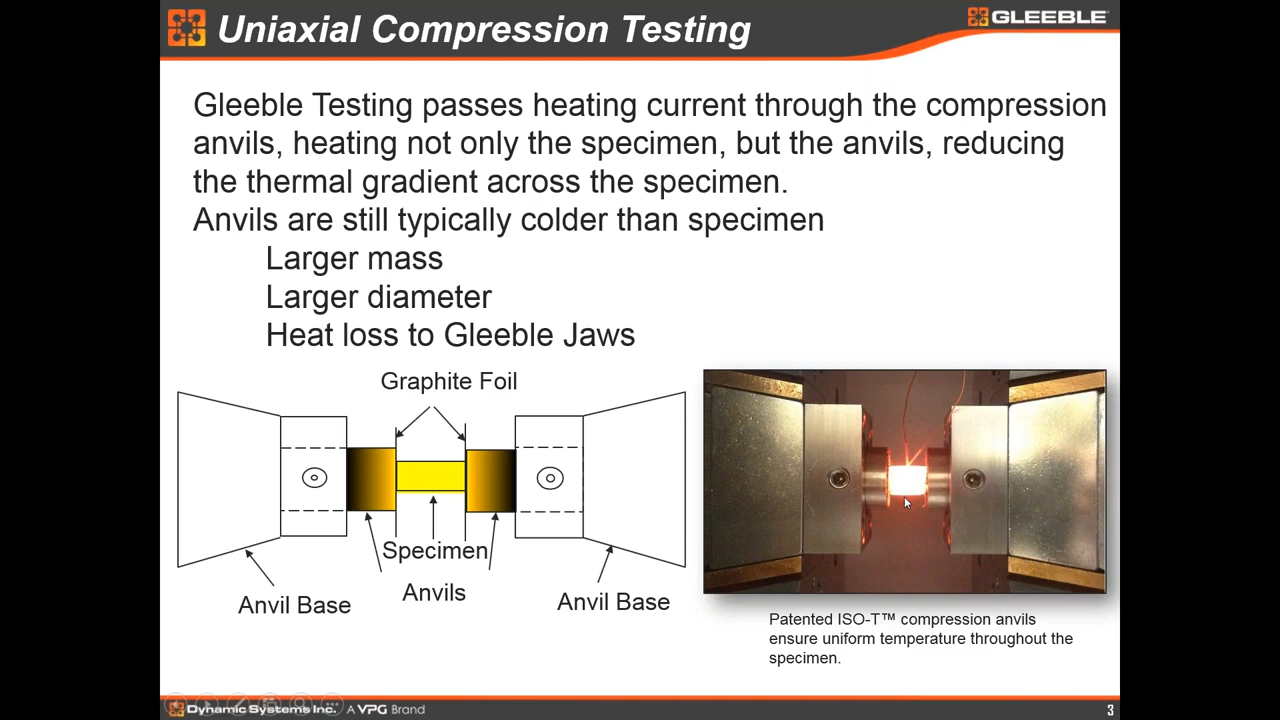 Uniaxial Compression Testing
GLEEBLE
Gleeble Testing passes heating current through the compression
anvils, heating not only the specimen, but the anvils, reducing
the thermal gradient across the specimen.
Anvils are still typically colder than specimen
Larger mass
Larger diameter
Heat loss to Gleeble Jaws
Graphite Foil
Specimen
Anvils
Anvil Base
Anvil Base
Patented ISO-T™ compression anvils
ensure uniform temperature throughout the
specimen.
Dynamic Systems Inc. A VPG Brand
3